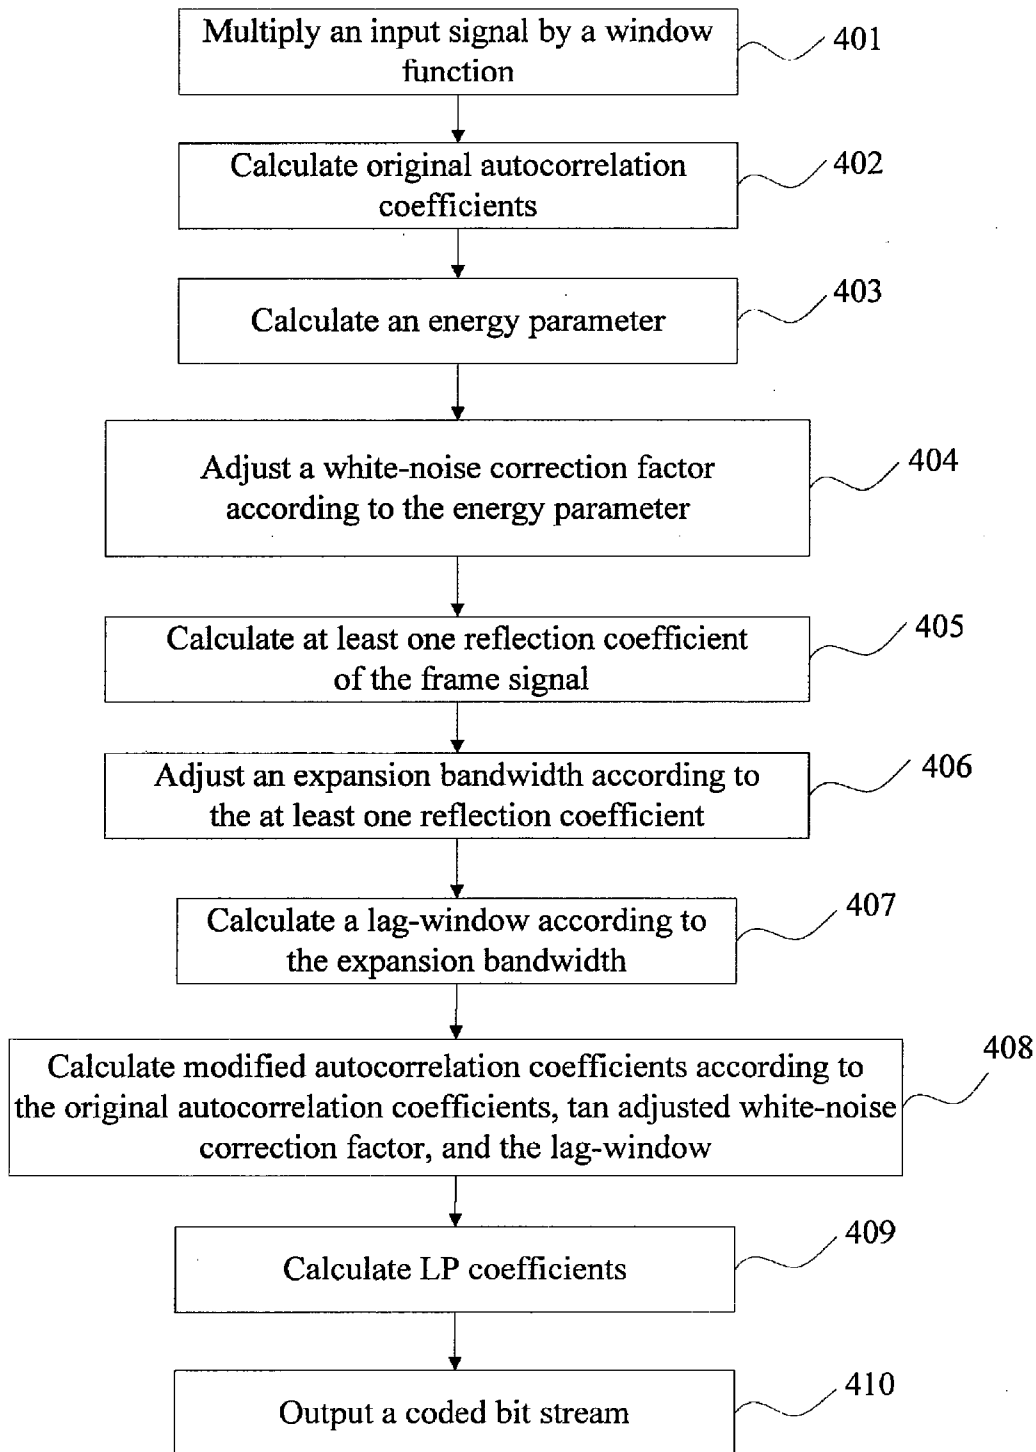 Multiply an input signal by a window
function
401
Calculate original autocorrelation
coefficients
402
Calculate an energy parameter
403
Adjust a white-noise correction factor
according to the energy parameter
404
Calculate at least one reflection coefficient
of the frame signal
405
Adjust an expansion bandwidth according to
the at least one reflection coefficient
406
Calculate a lag-window according to
the expansion bandwidth
407
Calculate modified autocorrelation coefficients according to
the original autocorrelation coefficients, tan adjusted white-noise
correction factor, and the lag-window
408
Calculate LP coefficients
409
Output a coded bit stream
410